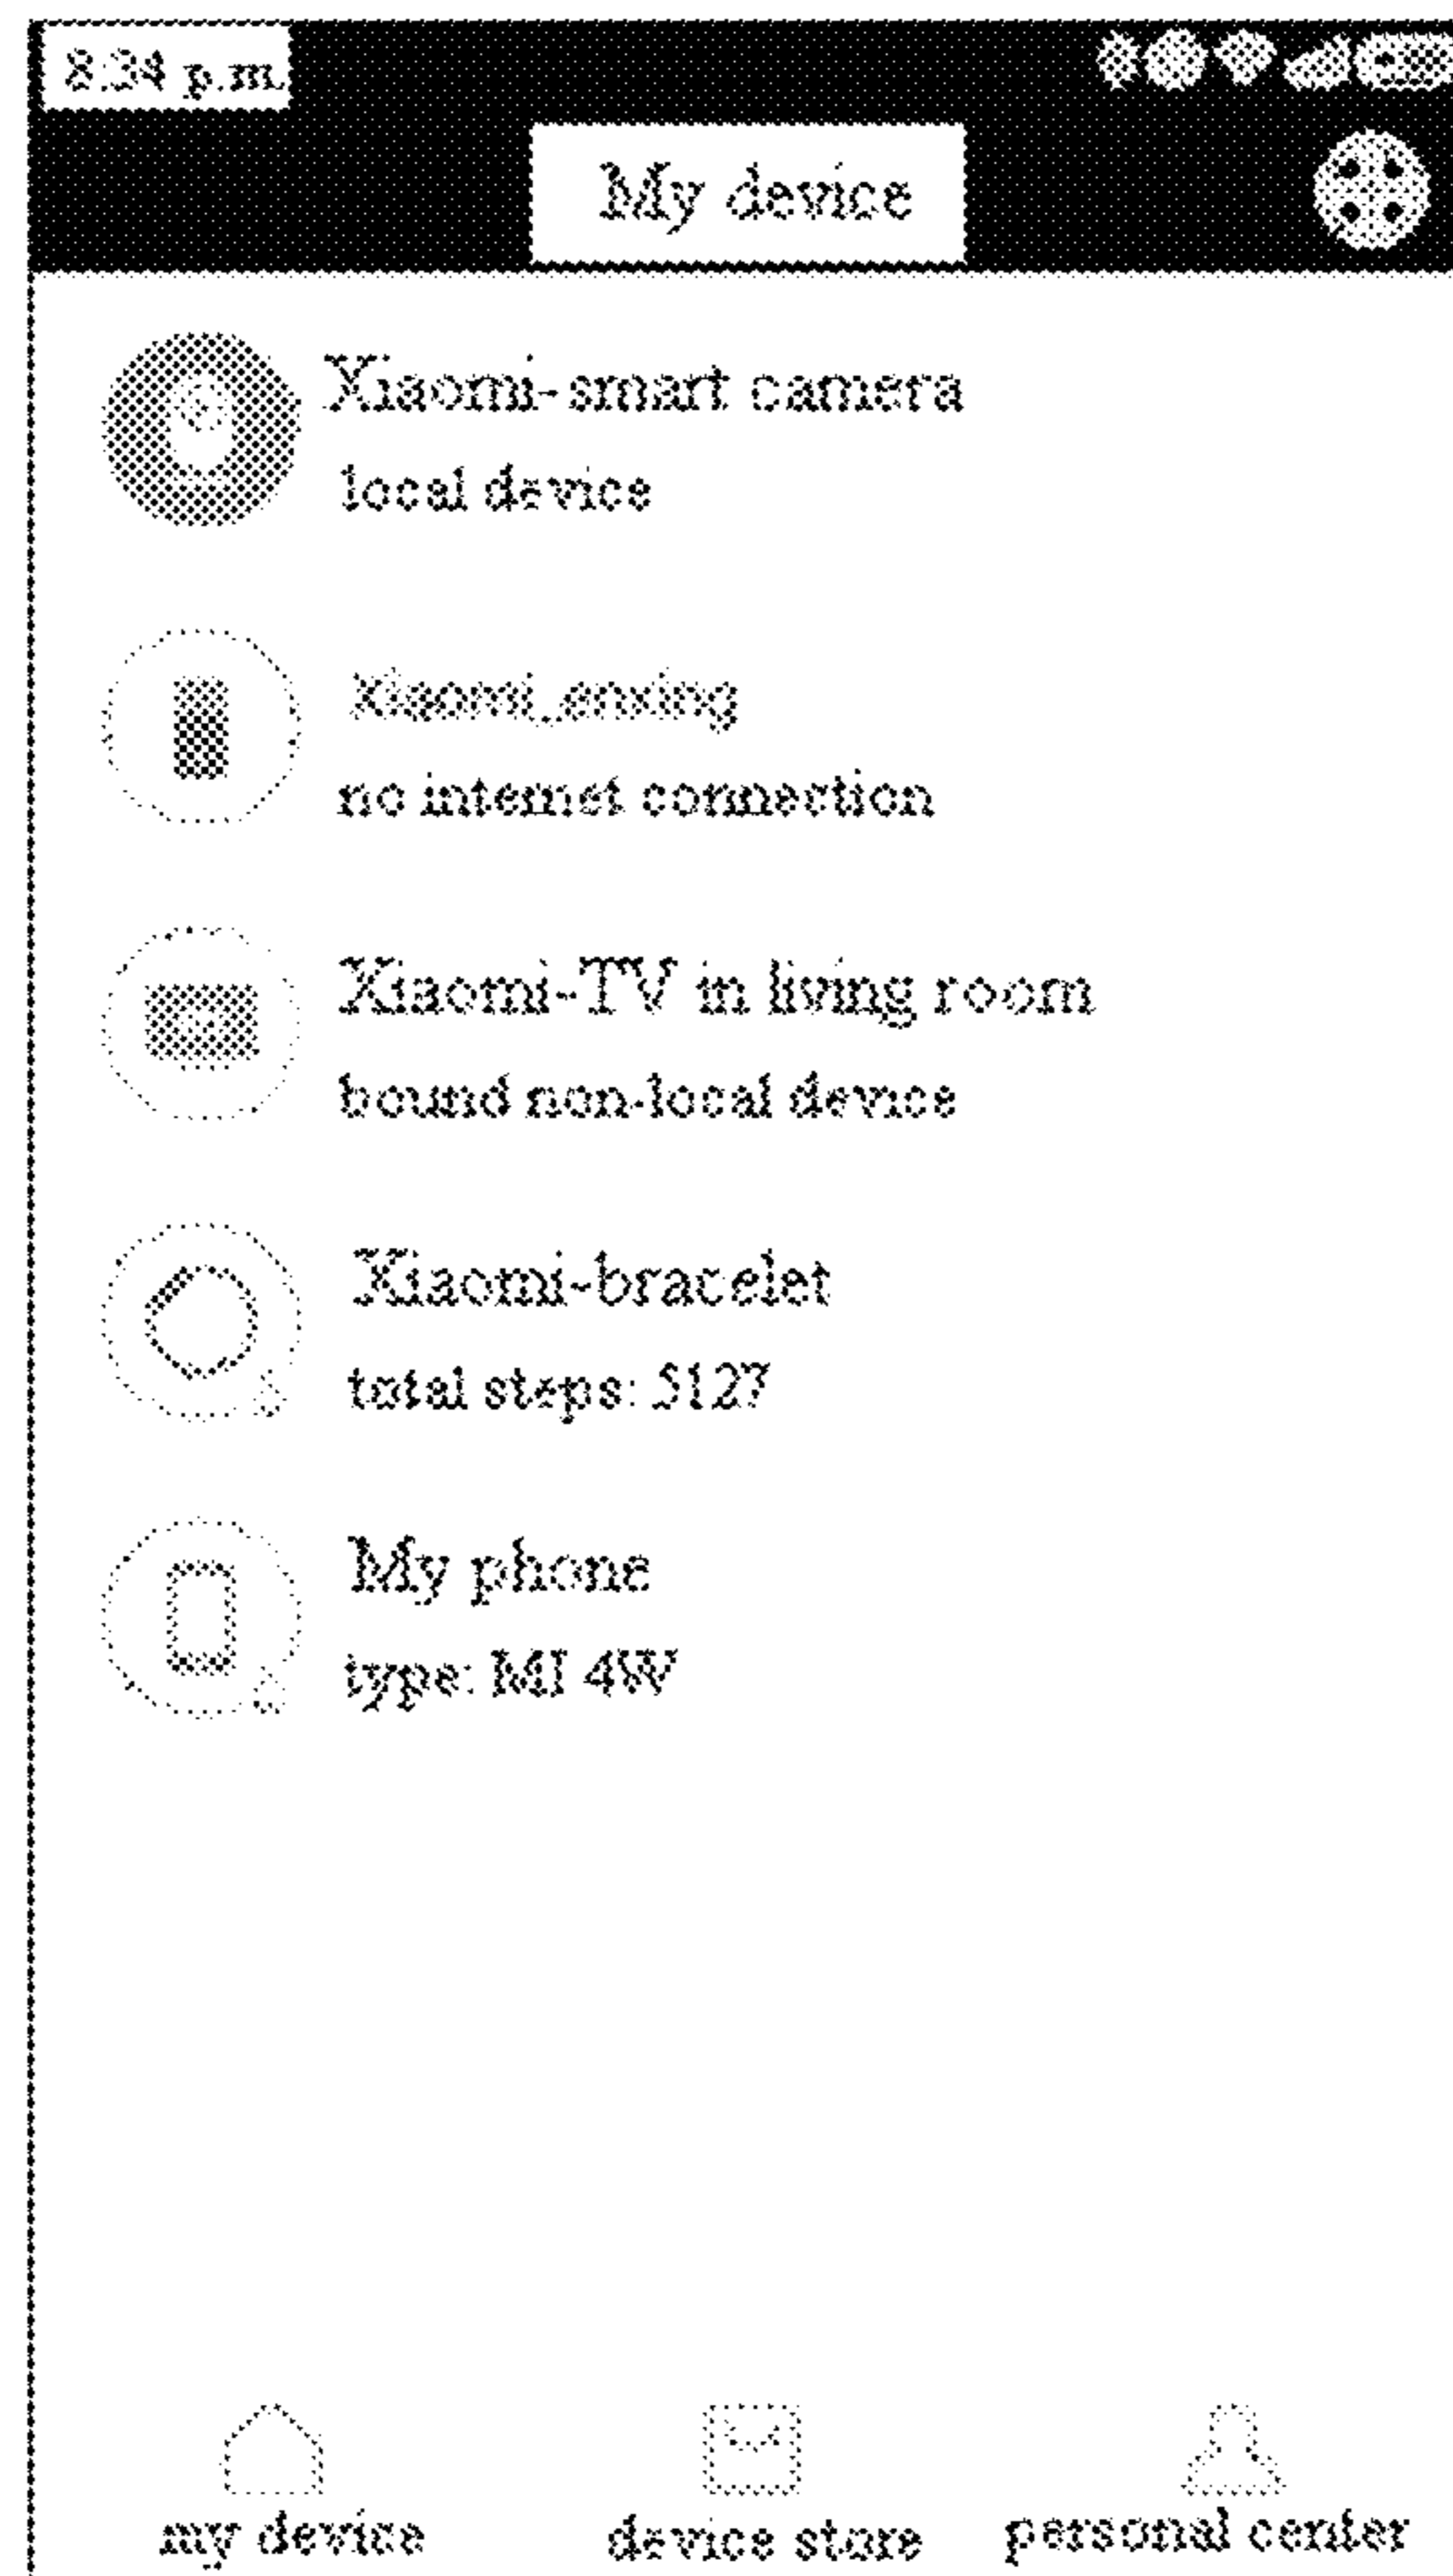 8:34 p.m.
My device
Xiaomi-smart camera
local device
no internet connection
Xiaomi-TV in living room
bound non-local device
Xiaomi-bracelet
total steps: 5127
My phone
type: MI 4W
my device
device store
personal center